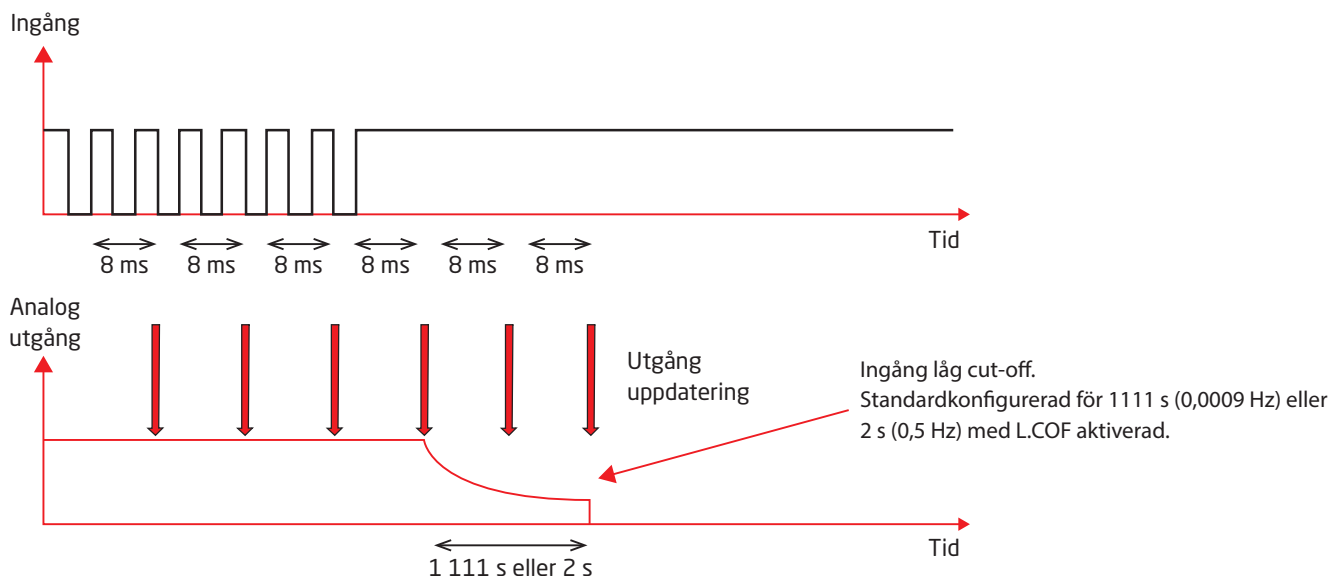 Ingång
Tid
8 ms 8 ms 8 ms 8 ms 8 ms 8 ms
Analog
utgång
Utgång
uppdatering
Ingång låg cut-off.
Standardkonfigurerad för 1111 s (0,0009 Hz) eller
2 s (0,5 Hz) med L.COF aktiverad.
Tid
1 111 s eller 2 s